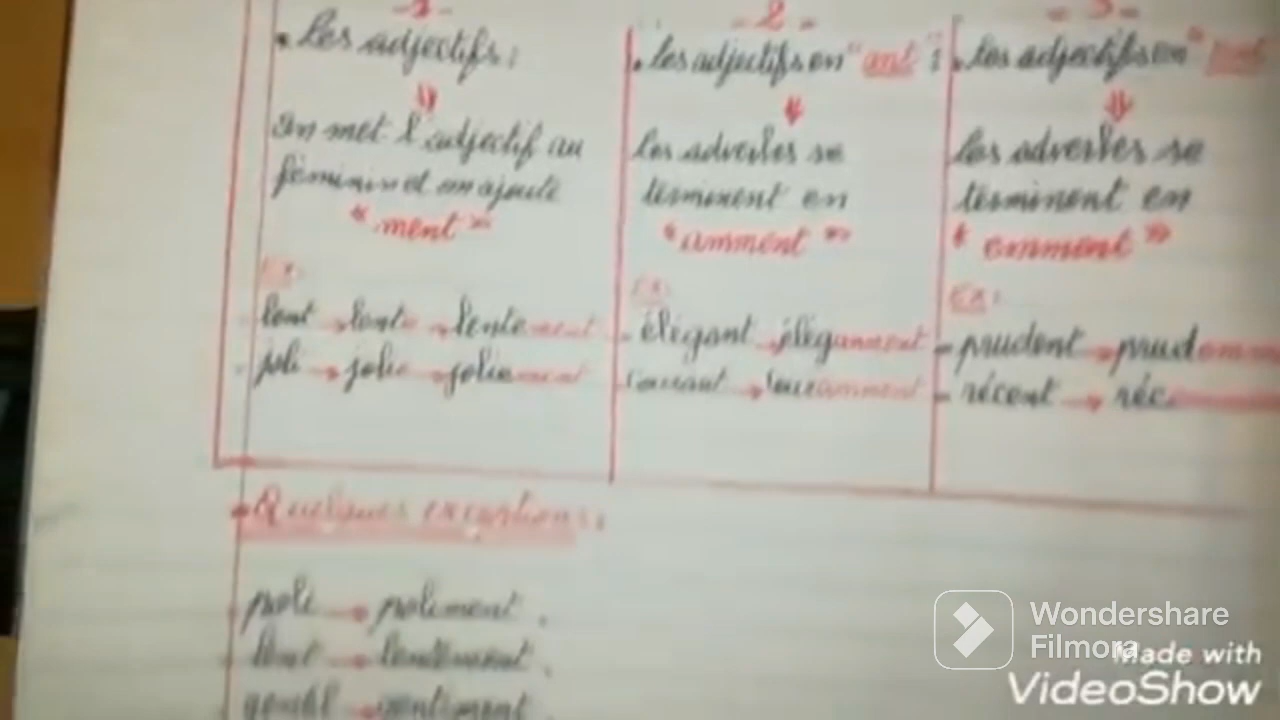 - 1 -
• Les adjectifs :
On met l'adjectif au
féminin et on ajoute
" ment "
Ex:
lent → lente → lentement
- joli → jolie → joliement
- 2 -
• Les adjectifs en "ant" :
Les adverbes se
terminent en
" amment "
Ex:
- élégant → élégamment
- courant → couramment
- 3 -
• Les adjectifs en "
Les adverbes se
terminent en
" emment "
Ex:
- prudent → prudemm
- récent → réc
• Quelques exceptions :
- poli → poliment .
- lent → lentement .
gentil → gentiment .
Wondershare
Filmora
Made with
VideoShow